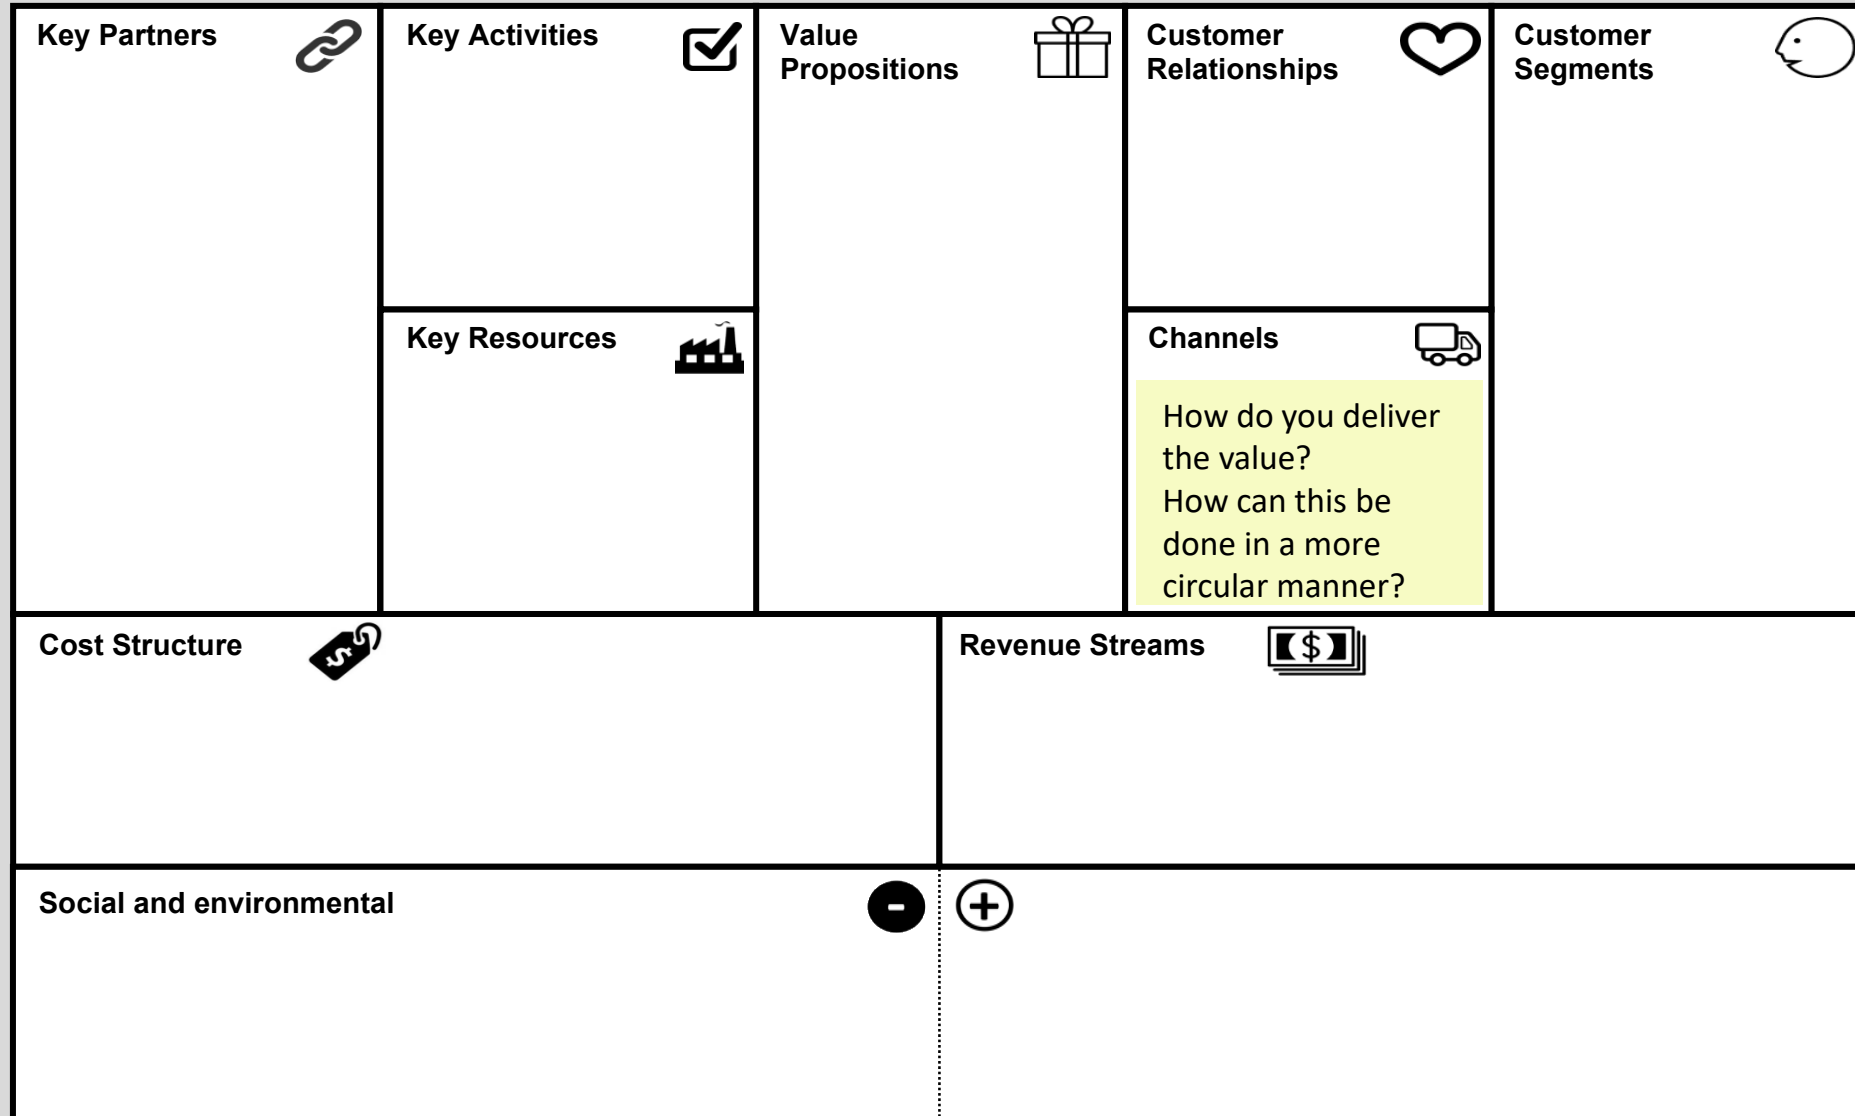 Key Partners
Key Activities
Value
Propositions
Customer
Relationships
Customer
Segments
Key Resources
Channels
How do you deliver
the value?
How can this be
done in a more
circular manner?
Cost Structure
$
Revenue Streams
$
Social and environmental
-
+